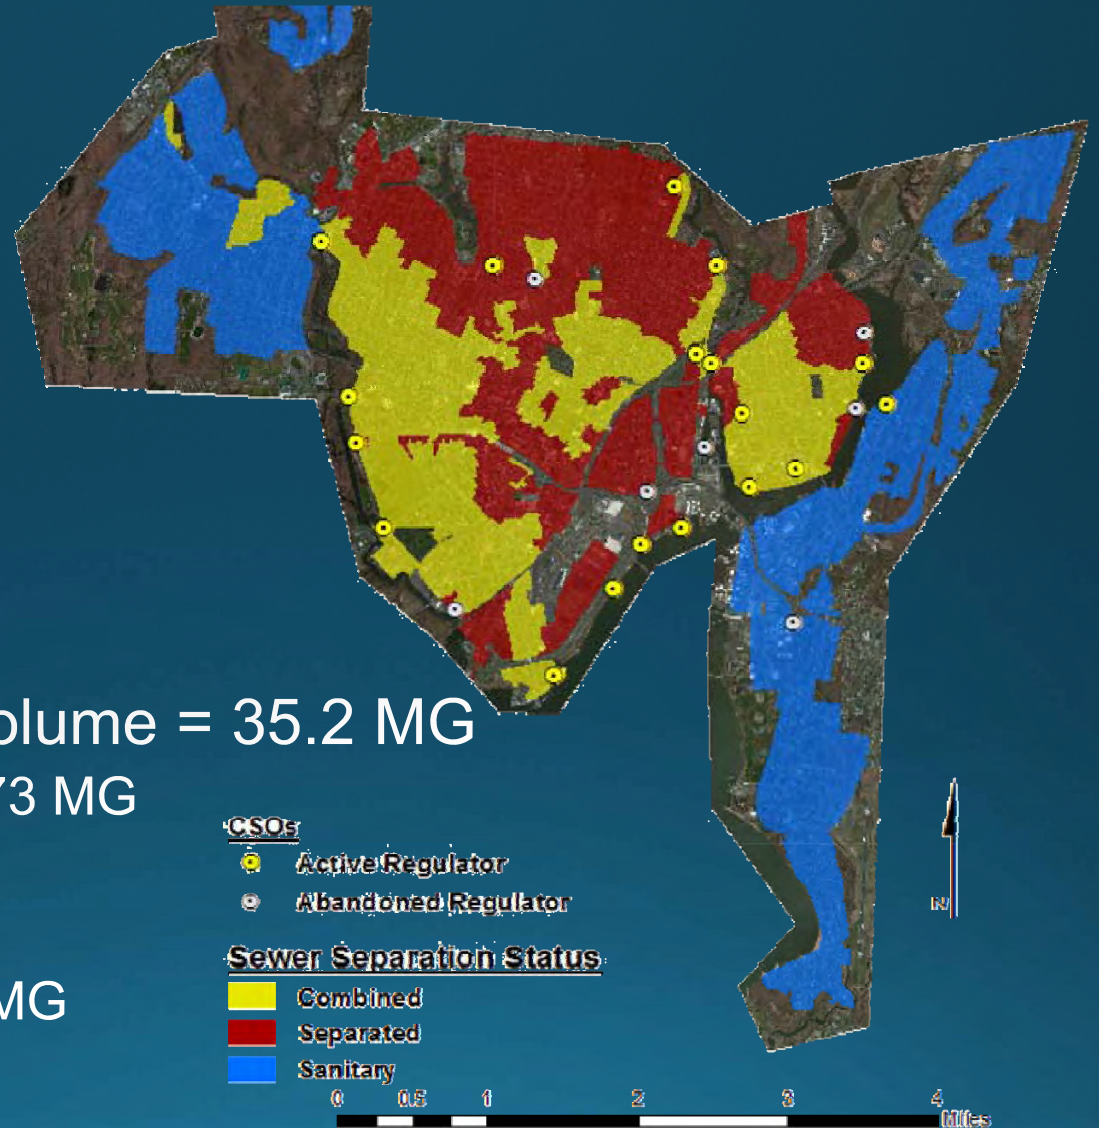 olume = 35.2 MG
73 MG
MG
CSOs
Active Regulator
Abandoned Regulator
Sewer Separation Status
Combined
Separated
Sanitary
N
0 0.5 1 2 3 4
Miles